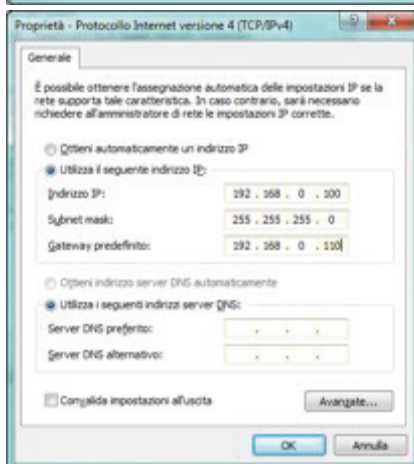 Proprietà - Protocollo Internet versione 4 (TCP/IPv4)
Generale
È possibile ottenere l'assegnazione automatica delle impostazioni IP se la
rete supporta tale caratteristica. In caso contrario, sarà necessario
richiedere all'amministratore di rete le impostazioni IP corrette.
Ottieni automaticamente un indirizzo IP
Utilizza il seguente indirizzo IP:
Indirizzo IP: 192 . 168 . 0 . 100
Subnet mask: 255 . 255 . 255 . 0
Gateway predefinito: 192 . 168 . 0 . 110
Ottieni indirizzo server DNS automaticamente
Utilizza i seguenti indirizzi server DNS:
Server DNS preferito: . . .
Server DNS alternativo: . . .
Convalida impostazioni all'uscita
Avanzate...
OK Annulla